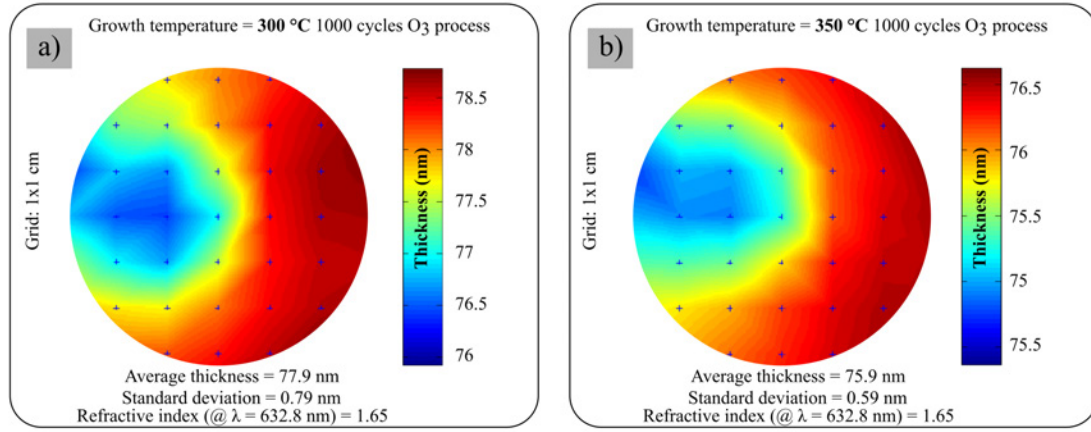 a)
Growth temperature = 300 °C 1000 cycles O3 process
Grid: 1x1 cm
78.5
78
77.5
77
76.5
76
Thickness (nm)
Average thickness = 77.9 nm
Standard deviation = 0.79 nm
Refractive index (@ λ = 632.8 nm) = 1.65
b)
Growth temperature = 350 °C 1000 cycles O3 process
Grid: 1x1 cm
76.5
76
75.5
75
75.5
Thickness (nm)
Average thickness = 75.9 nm
Standard deviation = 0.59 nm
Refractive index (@ λ = 632.8 nm) = 1.65